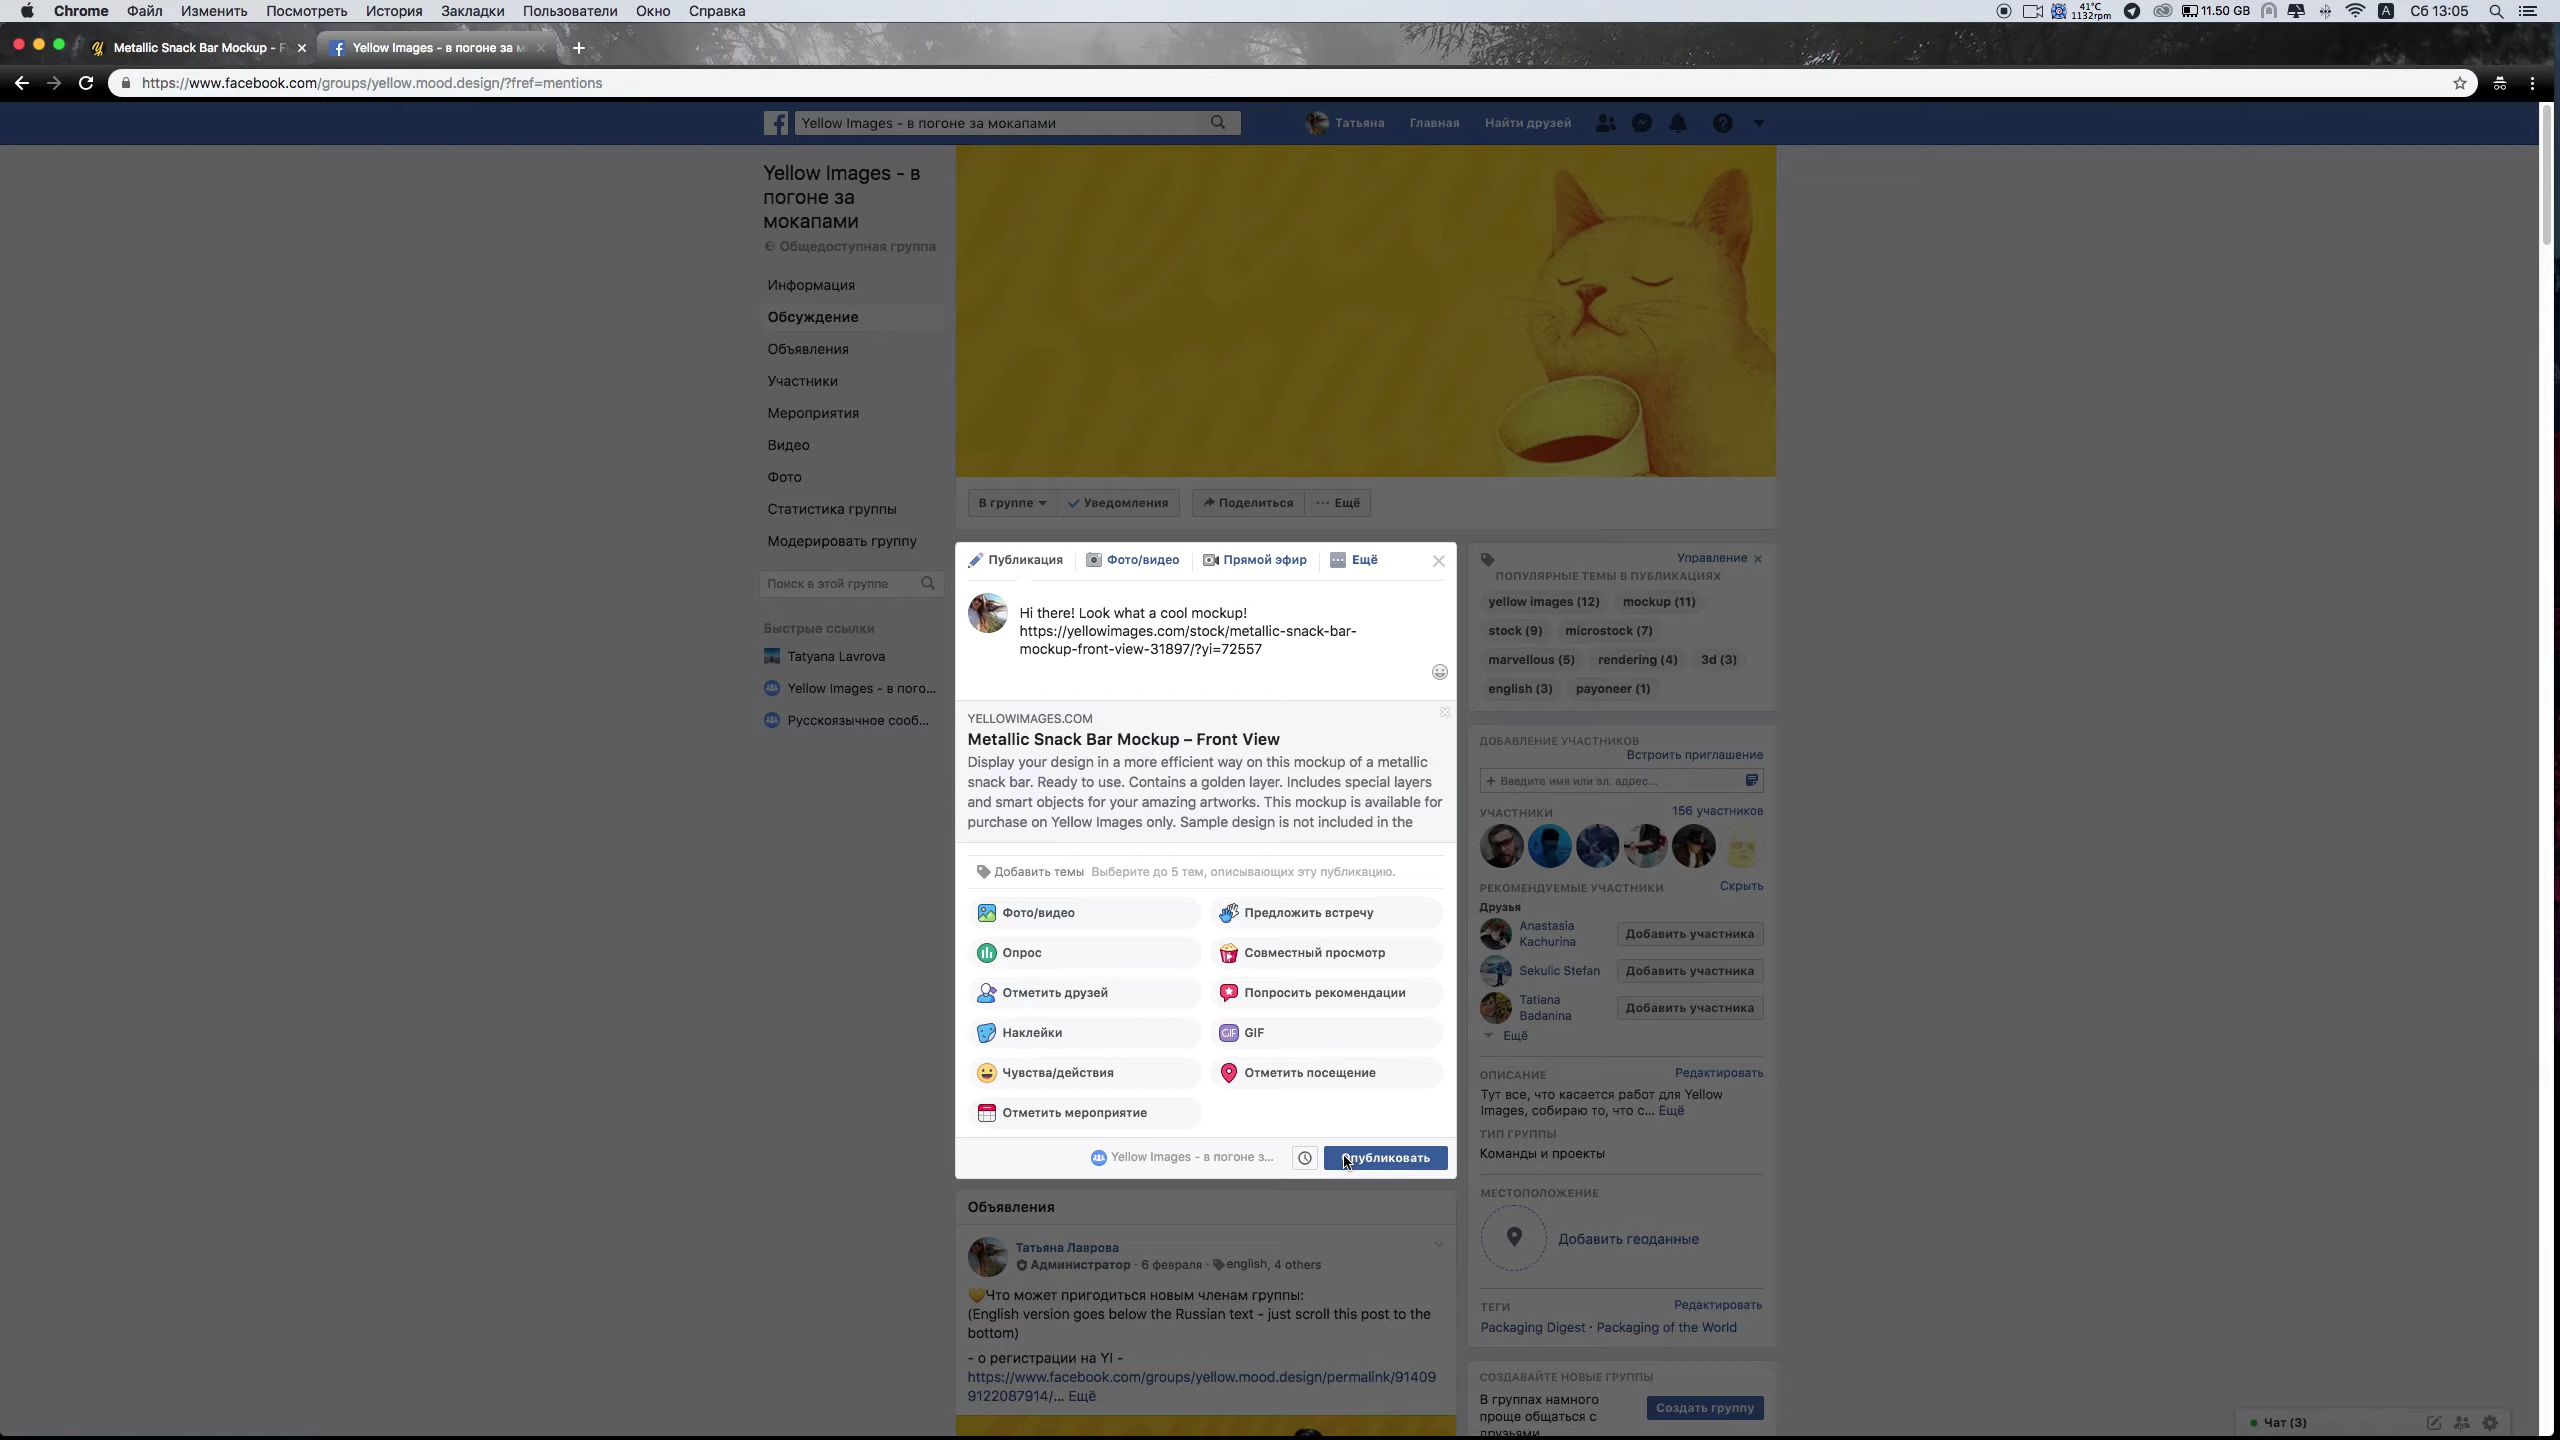 Chrome Файл Изменить Посмотреть История Закладки Пользователи Окно Справка
41°C
1132rpm
11.50 GB
A
Сб 13:05
Metallic Snack Bar Mockup - F
Yellow Images - в погоне за м
https://www.facebook.com/groups/yellow.mood.design/?fref=mentions
Yellow Images - в погоне за мокапами
Татьяна Главная Найти друзей
Yellow Images - в
погоне за
мокапами
Общедоступная группа
Информация
Обсуждение
Объявления
Участники
Мероприятия
Видео
Фото
Статистика группы
Модерировать группу
Поиск в этой группе
Быстрые ссылки
Tatyana Lavrova
Yellow Images - в пого...
Русскоязычное сооб...
В группе Уведомления Поделиться ··· Ещё
Публикация Фото/видео Прямой эфир Ещё
Hi there! Look what a cool mockup!
https://yellowimages.com/stock/metallic-snack-bar-
mockup-front-view-31897/?yi=72557
YELLOWIMAGES.COM
Metallic Snack Bar Mockup – Front View
Display your design in a more efficient way on this mockup of a metallic
snack bar. Ready to use. Contains a golden layer. Includes special layers
and smart objects for your amazing artworks. This mockup is available for
purchase on Yellow Images only. Sample design is not included in the
Добавить темы Выберите до 5 тем, описывающих эту публикацию.
Фото/видео Предложить встречу
Опрос Совместный просмотр
Отметить друзей Попросить рекомендации
Наклейки GIF GIF
Чувства/действия Отметить посещение
Отметить мероприятие
Yellow Images - в погоне з... Опубликовать
Объявления
Татьяна Лаврова
Администратор · 6 февраля · english, 4 others
Что может пригодиться новым членам группы:
(English version goes below the Russian text - just scroll this post to the
bottom)
- о регистрации на YI -
https://www.facebook.com/groups/yellow.mood.design/permalink/91409
9122087914/... Ещё
Управление
ПОПУЛЯРНЫЕ ТЕМЫ В ПУБЛИКАЦИЯХ
yellow images (12) mockup (11)
stock (9) microstock (7)
marvellous (5) rendering (4) 3d (3)
english (3) payoneer (1)
ДОБАВЛЕНИЕ УЧАСТНИКОВ
Встроить приглашение
+ Введите имя или эл. адрес...
УЧАСТНИКИ 156 участников
РЕКОМЕНДУЕМЫЕ УЧАСТНИКИ Скрыть
Друзья
Anastasia
Kachurina
Добавить участника
Sekulic Stefan Добавить участника
Tatiana
Badanina
Добавить участника
Ещё
ОПИСАНИЕ Редактировать
Тут все, что касается работ для Yellow
Images, собираю то, что с... Ещё
ТИП ГРУППЫ
Команды и проекты
МЕСТОПОЛОЖЕНИЕ
Добавить геоданные
ТЕГИ Редактировать
Packaging Digest · Packaging of the World
СОЗДАВАЙТЕ НОВЫЕ ГРУППЫ
В группах намного
проще общаться с
друзьями
Создать группу
Чат (3)